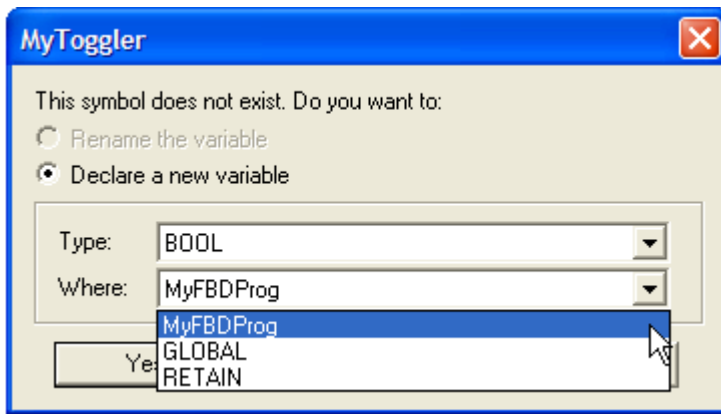 MyToggler
This symbol does not exist. Do you want to:
Rename the variable
Declare a new variable
Type: BOOL
Where: MyFBDProg
MyFBDProg
GLOBAL
RETAIN